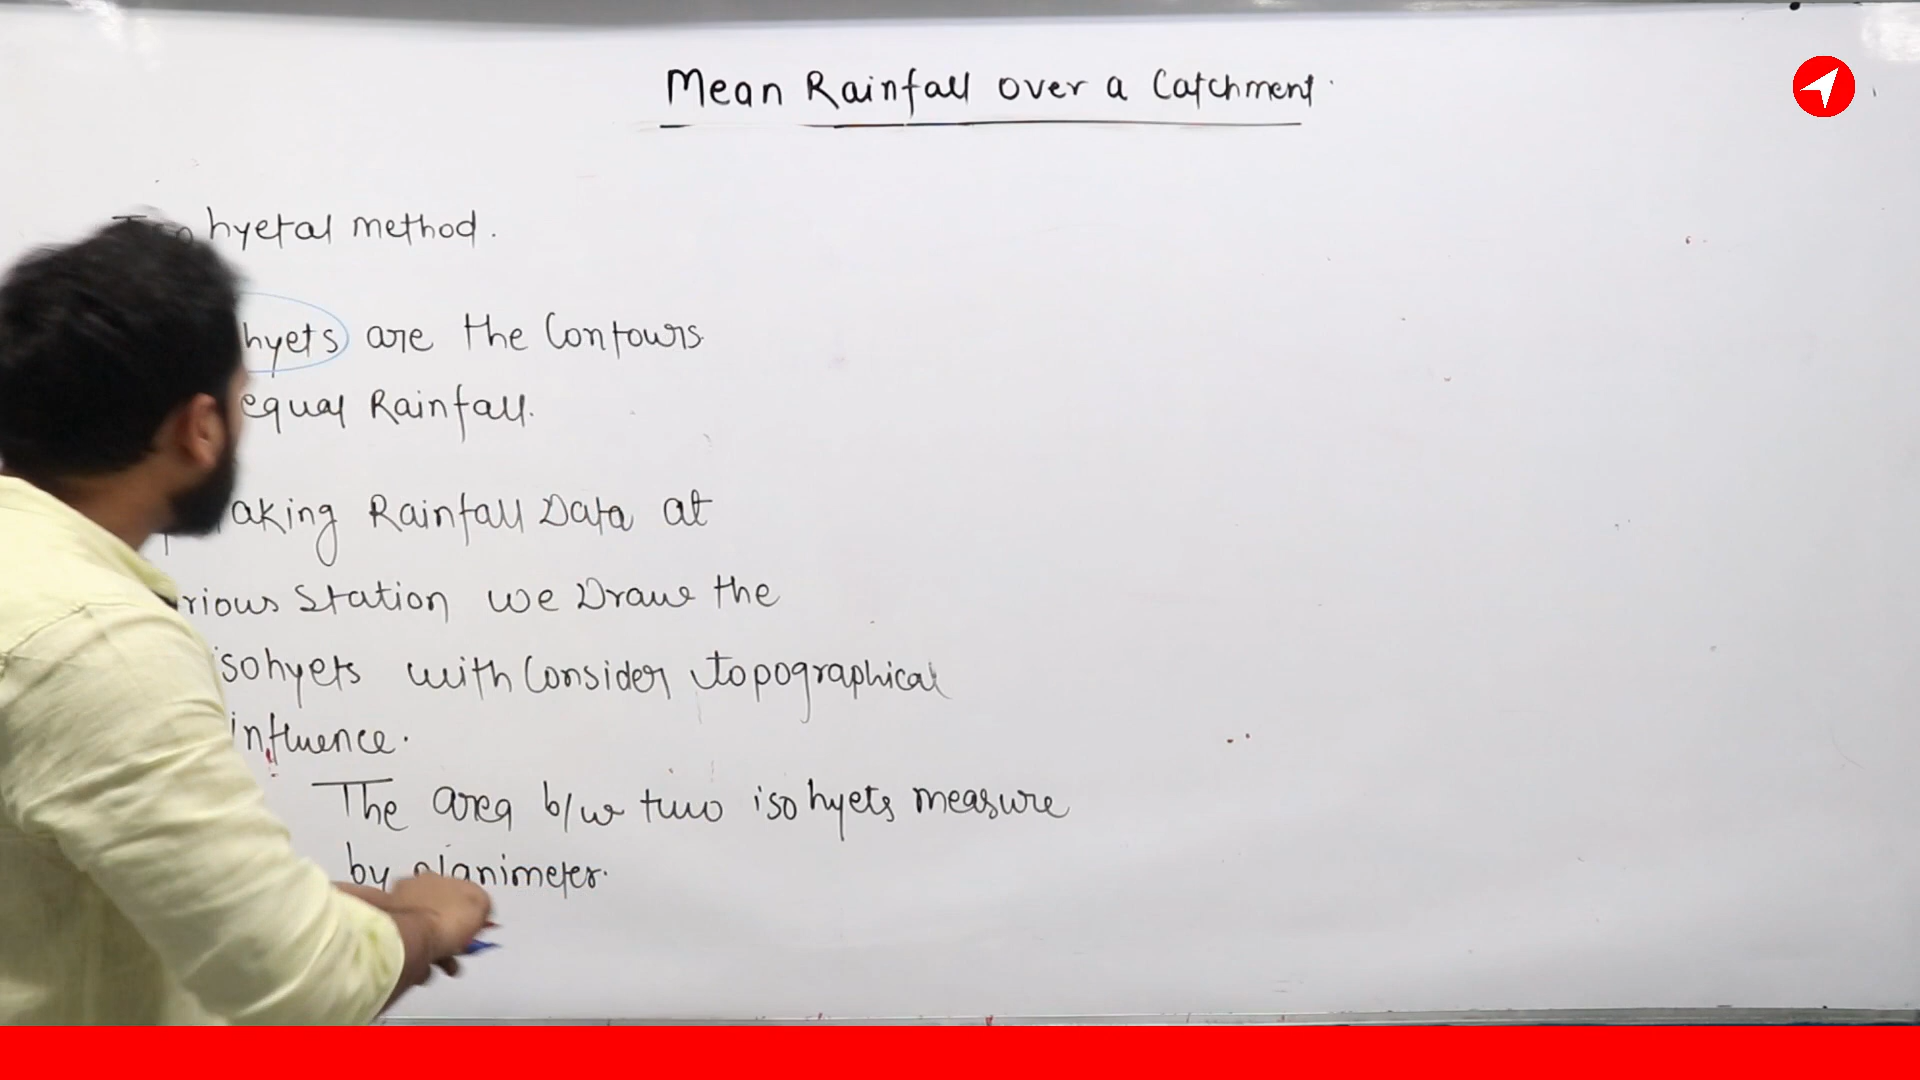 Mean Rainfall over a Catchment.
hyetal method.
hyets are the Contours
equal Rainfall.
aking Rainfall Data at
rious Station we Draw the
isohyets with Consider topographical
influence.
The area b/w two isohyets measure
by planimeter.